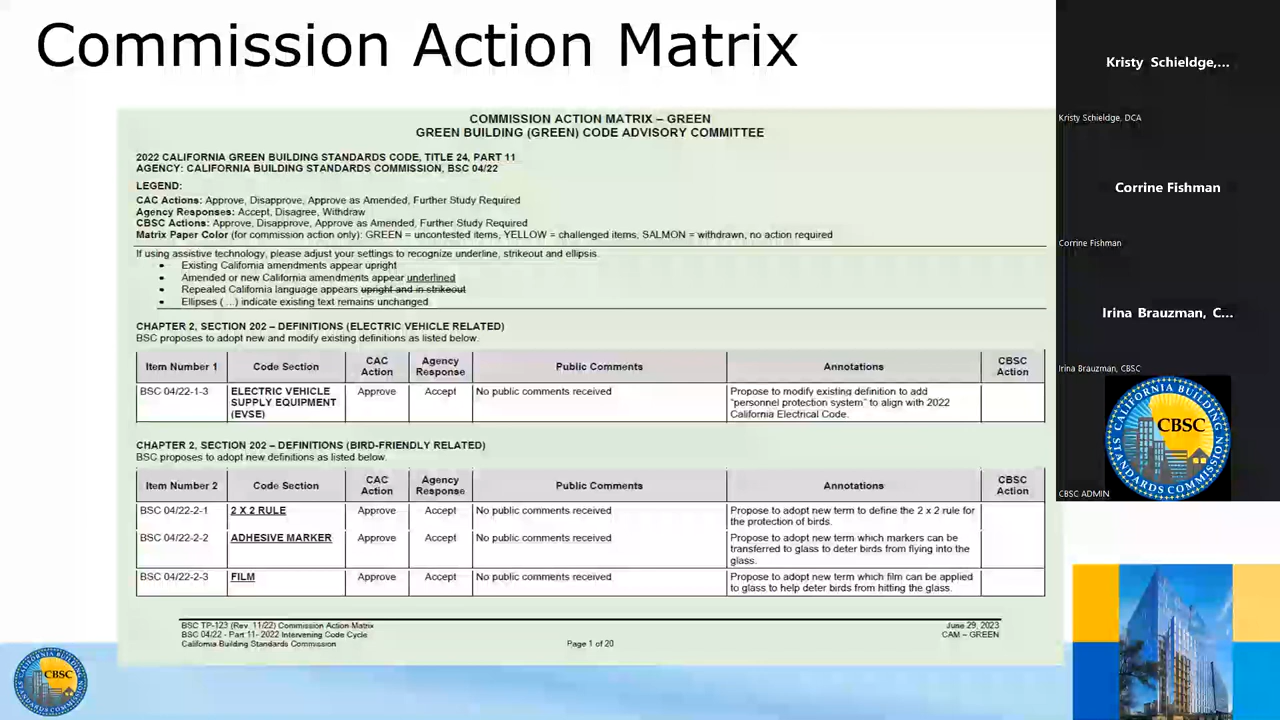 Commission Action Matrix
COMMISSION ACTION MATRIX – GREEN
GREEN BUILDING (GREEN) CODE ADVISORY COMMITTEE
2022 CALIFORNIA GREEN BUILDING STANDARDS CODE, TITLE 24, PART 11
AGENCY: CALIFORNIA BUILDING STANDARDS COMMISSION, BSC 04/22
LEGEND:
CAC Actions: Approve, Disapprove, Approve as Amended, Further Study Required
Agency Responses: Accept, Disagree, Withdraw
CBSC Actions: Approve, Disapprove, Approve as Amended, Further Study Required
Matrix Paper Color (for commission action only): GREEN = uncontested items, YELLOW = challenged items, SALMON = withdrawn, no action required
If using assistive technology, please adjust your settings to recognize underline, strikeout and ellipsis.
• Existing California amendments appear upright
• Amended or new California amendments appear underlined
• Repealed California language appears upright and in strikeout
• Ellipses ( ...) indicate existing text remains unchanged
CHAPTER 2, SECTION 202 – DEFINITIONS (ELECTRIC VEHICLE RELATED)
BSC proposes to adopt new and modify existing definitions as listed below.
Item Number 1 Code Section CAC Action Agency Response Public Comments Annotations CBSC Action
BSC 04/22-1-3 ELECTRIC VEHICLE Approve Accept No public comments received Propose to modify existing definition to add
SUPPLY EQUIPMENT "personnel protection system" to align with 2022
(EVSE) California Electrical Code.
CHAPTER 2, SECTION 202 – DEFINITIONS (BIRD-FRIENDLY RELATED)
BSC proposes to adopt new definitions as listed below.
Item Number 2 Code Section CAC Action Agency Response Public Comments Annotations CBSC Action
BSC 04/22-2-1 2 X 2 RULE Approve Accept No public comments received Propose to adopt new term to define the 2 x 2 rule for
the protection of birds.
BSC 04/22-2-2 ADHESIVE MARKER Approve Accept No public comments received Propose to adopt new term which markers can be
transferred to glass to deter birds from flying into the
glass.
BSC 04/22-2-3 FILM Approve Accept No public comments received Propose to adopt new term which film can be applied
to glass to help deter birds from hitting the glass.
BSC TP-123 (Rev. 11/22) Commission Action Matrix June 29, 2023
BSC 04/22 - Part 11- 2022 Intervening Code Cycle CAM – GREEN
California Building Standards Commission Page 1 of 20
Kristy Schieldge,...
Kristy Schieldge, DCA
Corrine Fishman
Corrine Fishman
Irina Brauzman, C...
Irina Brauzman, CBSC
CALIFORNIA BUILDING STANDARDS COMMISSION
CBSC
CBSC ADMIN
CBSC